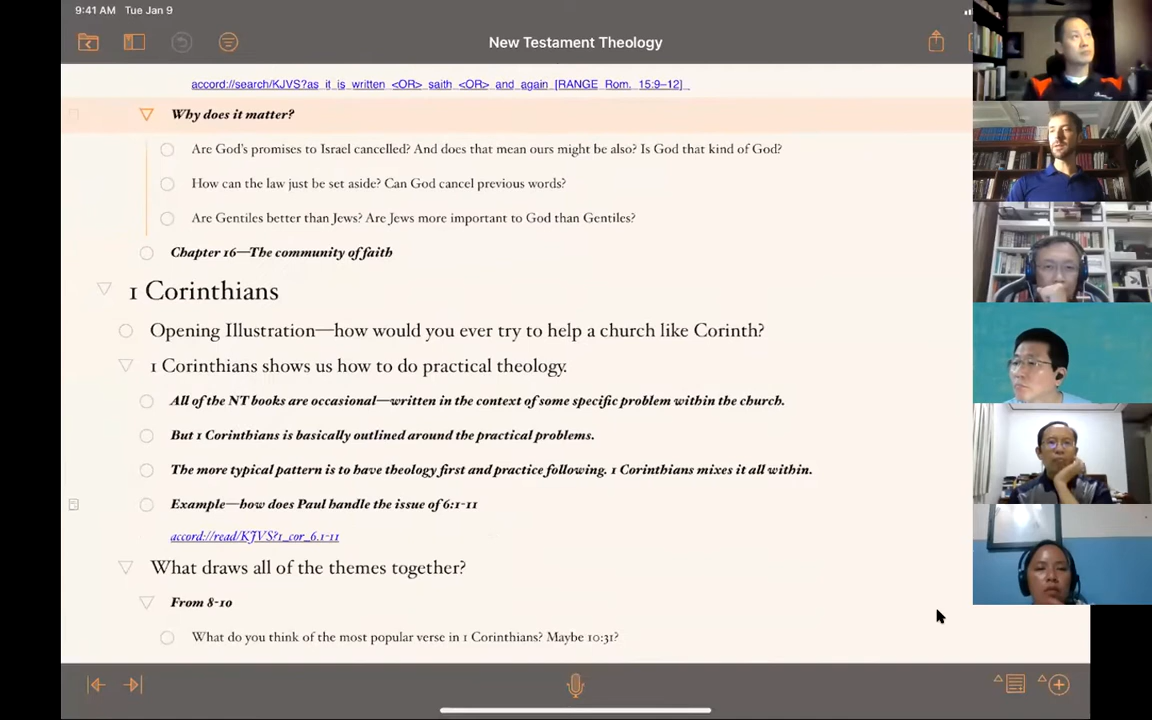 9:41 AM Tue Jan 9
New Testament Theology
accord://search/KJVS?as_it_is_written_<OR>_saith_<OR>_and_again_[RANGE_Rom._15:9–12]_
Why does it matter?
Are God's promises to Israel cancelled? And does that mean ours might be also? Is God that kind of God?
How can the law just be set aside? Can God cancel previous words?
Are Gentiles better than Jews? Are Jews more important to God than Gentiles?
Chapter 16—The community of faith
1 Corinthians
Opening Illustration—how would you ever try to help a church like Corinth?
1 Corinthians shows us how to do practical theology.
All of the NT books are occasional—written in the context of some specific problem within the church.
But 1 Corinthians is basically outlined around the practical problems.
The more typical pattern is to have theology first and practice following. 1 Corinthians mixes it all within.
Example—how does Paul handle the issue of 6:1-11
accord://read/KJVS?1_cor_6.1-11
What draws all of the themes together?
From 8-10
What do you think of the most popular verse in 1 Corinthians? Maybe 10:31?